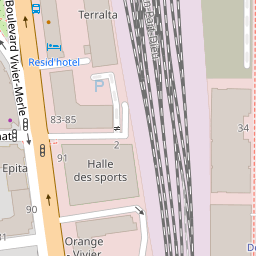 Terralta
Boulevard Vivier-Merle
Resid'hotel
P
83-85
34
Epita
91
2
Halle
des sports
90
Orange
- Vivier